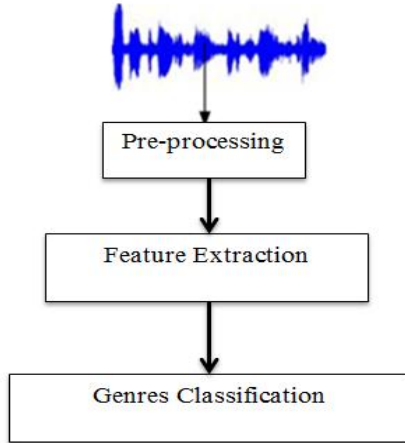 Pre-processing
Feature Extraction
Genres Classification